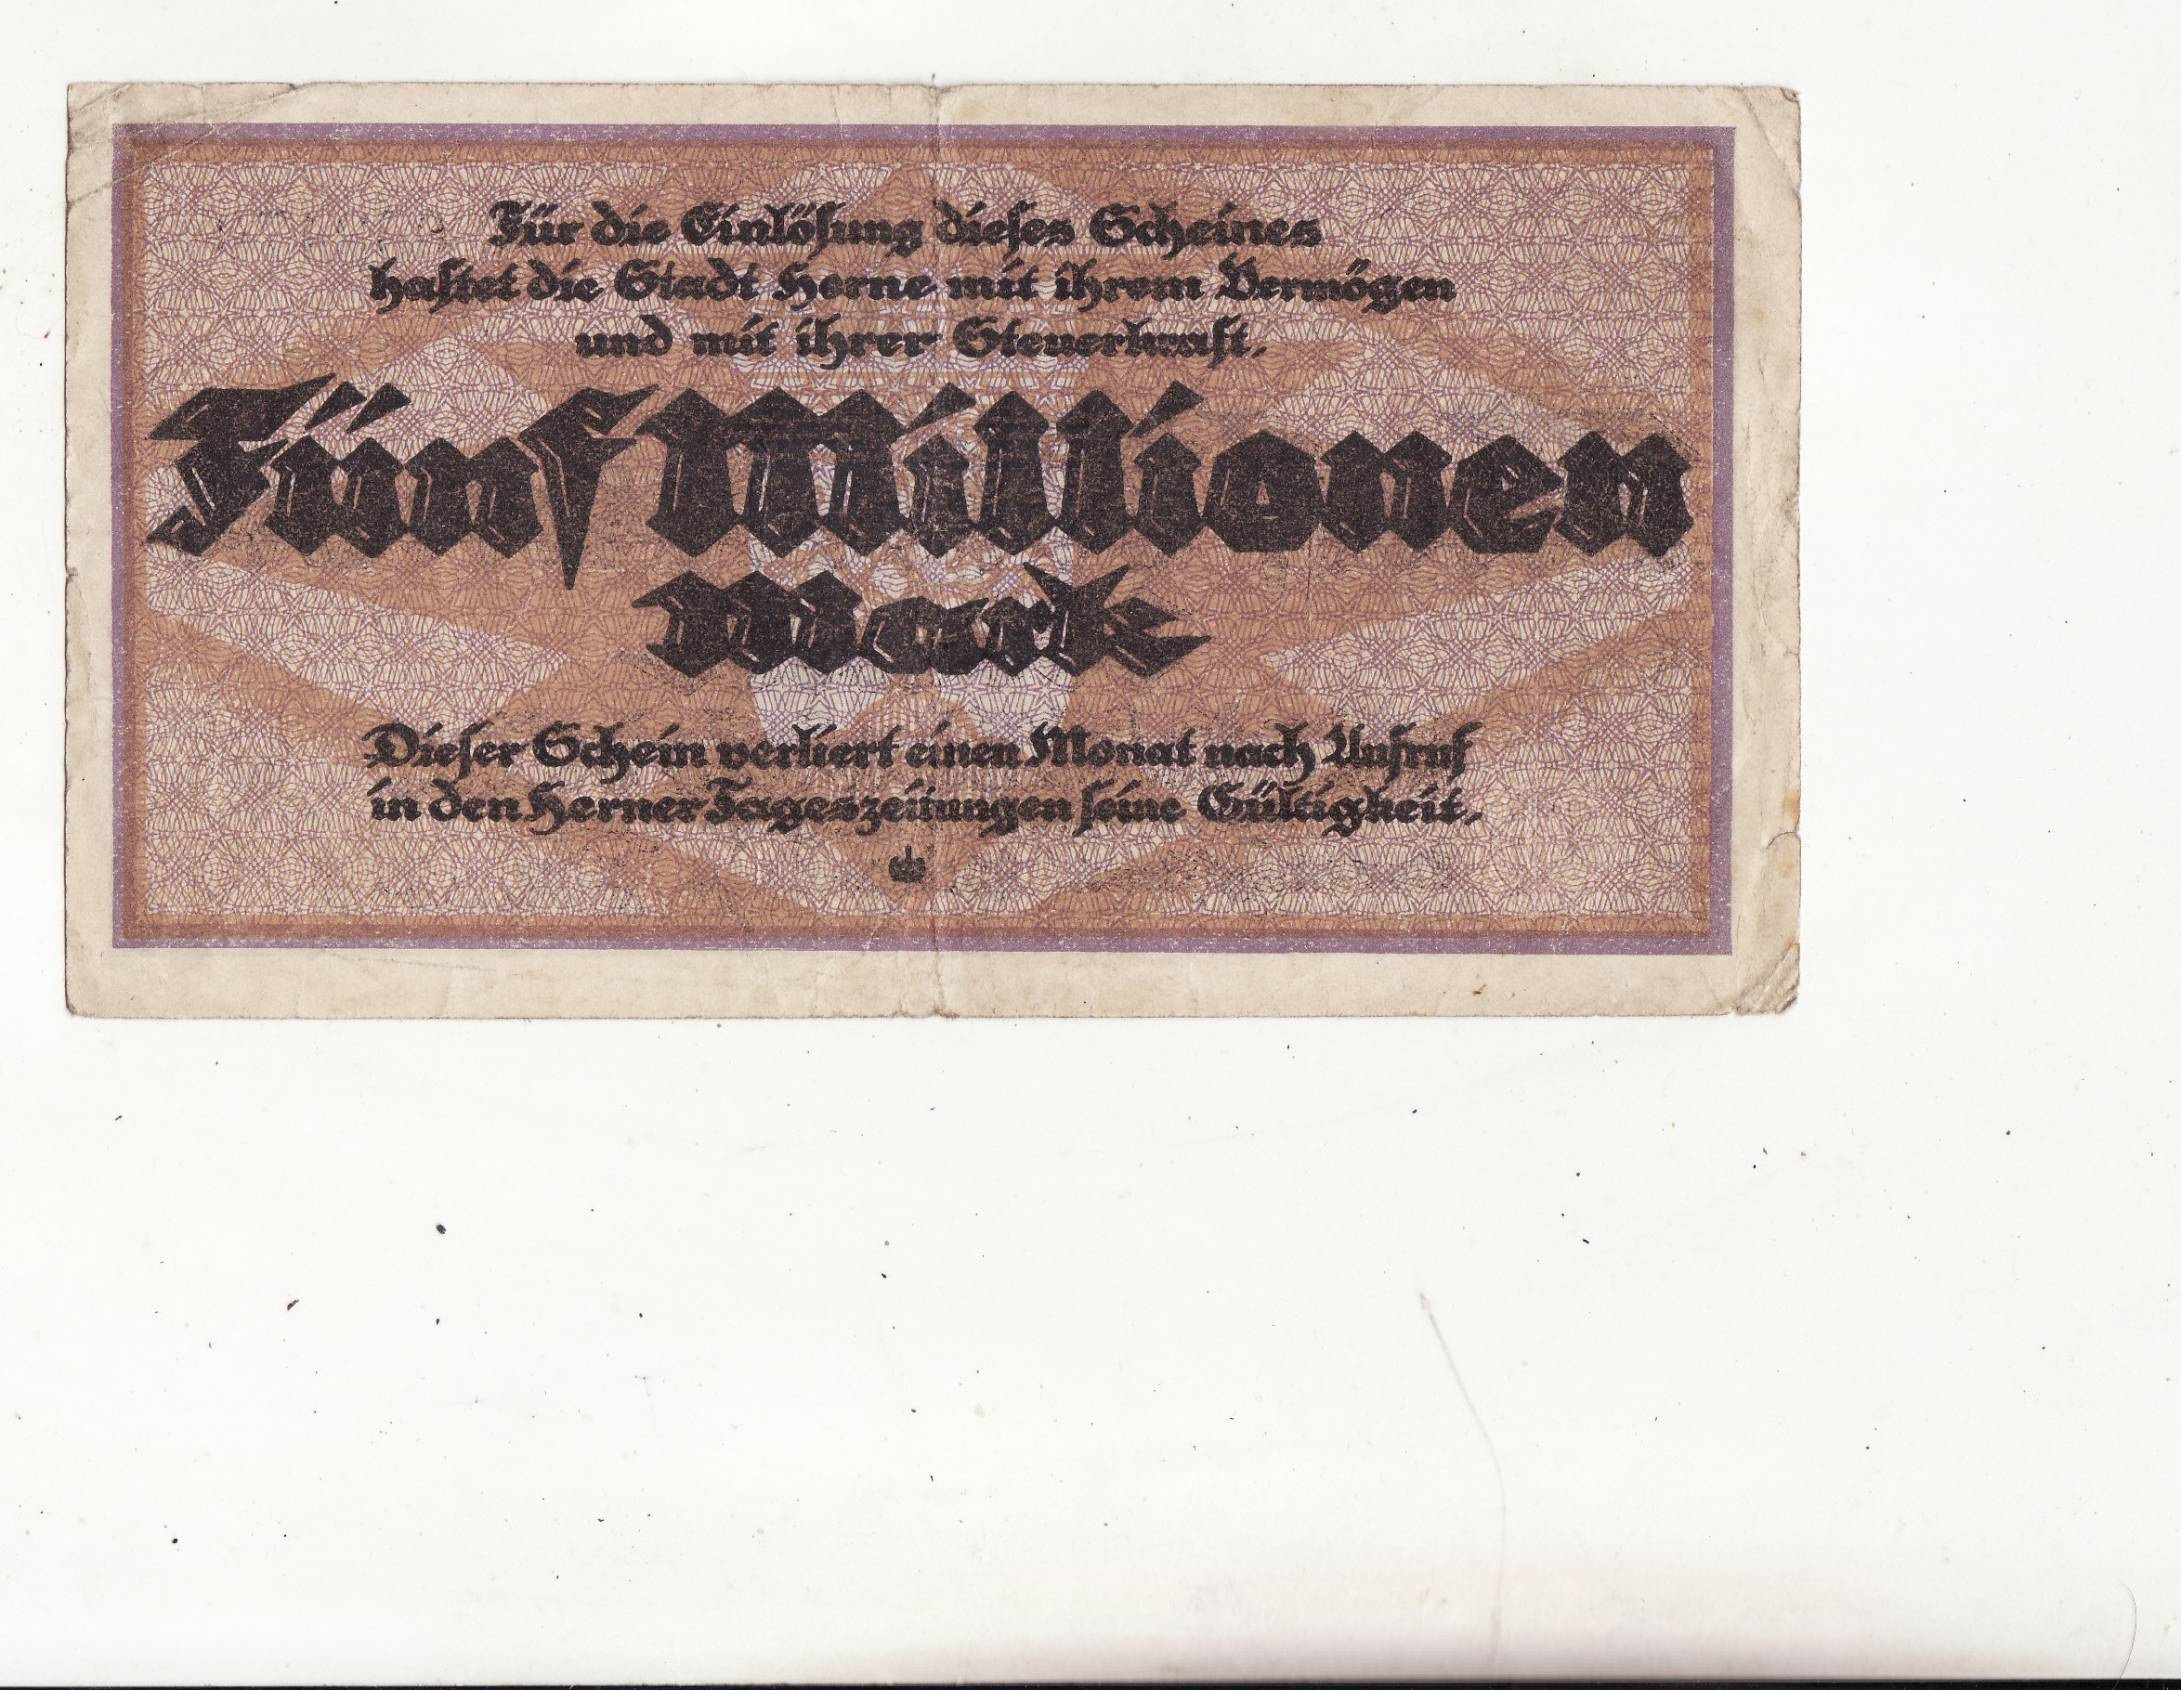 Für die Einlösung dieses Scheines
haftet die Stadt Herne mit ihrem Vermögen
und mit ihrer Steuerkraft.
Fünf Millionen
Mark
Dieser Schein verliert einen Monat nach Aufruf
in den Herner Tageszeitungen seine Gültigkeit.